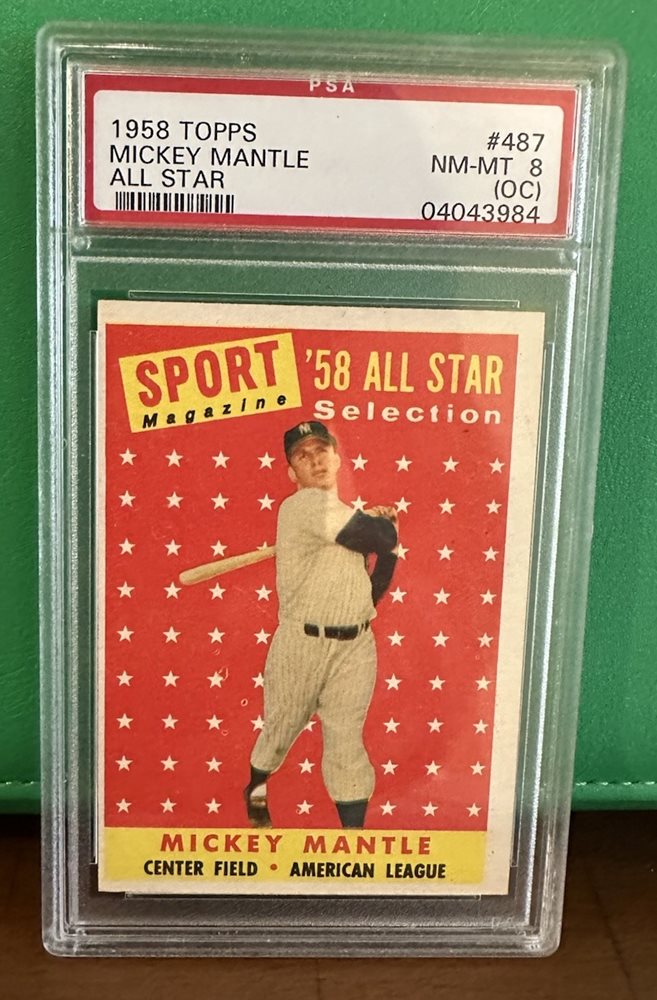 PSA
1958 TOPPS #487
MICKEY MANTLE NM-MT 8
ALL STAR (OC)
04043984
SPORT '58 ALL STAR
Magazine Selection
MICKEY MANTLE
CENTER FIELD • AMERICAN LEAGUE